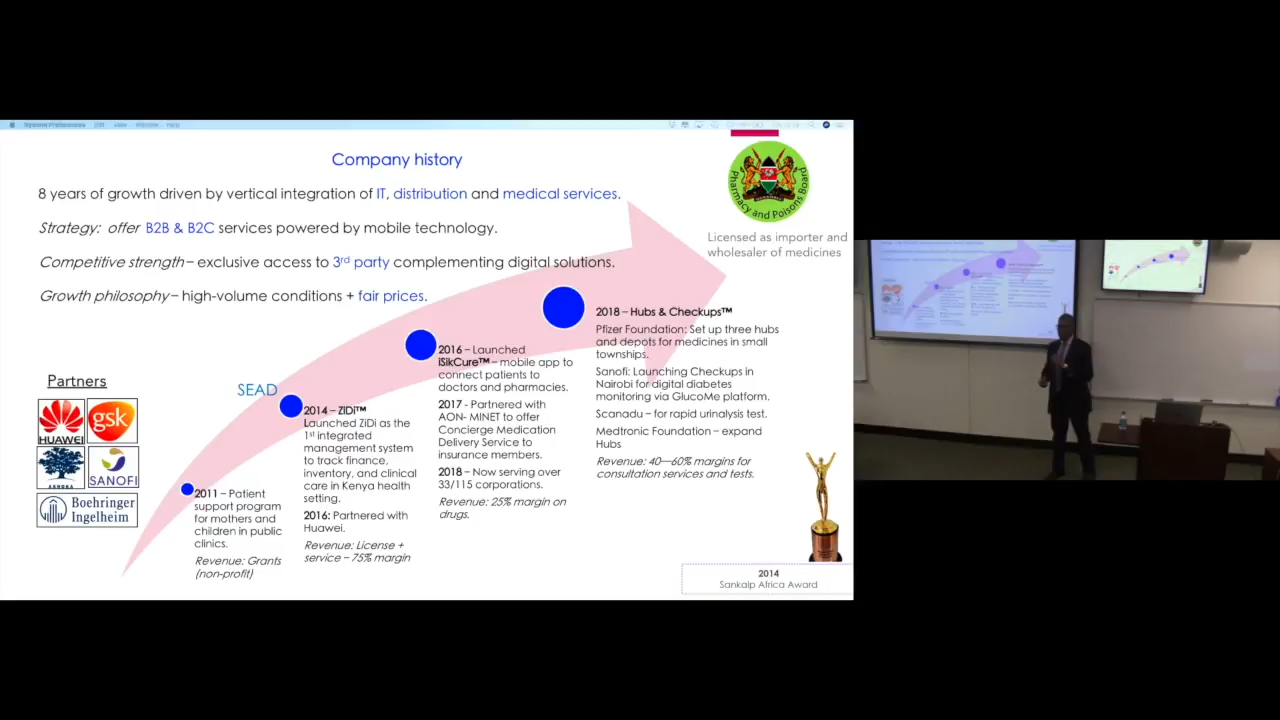 Company history
8 years of growth driven by vertical integration of IT, distribution and medical services.
Strategy: offer B2B & B2C services powered by mobile technology.
Competitive strength – exclusive access to 3rd party complementing digital solutions.
Growth philosophy – high-volume conditions + fair prices.
Pharmacy and Poisons Board
Licensed as importer and
wholesaler of medicines
Partners
HUAWEI
gsk
ASHOKA
SANOFI
Boehringer
Ingelheim
SEAD
2011 – Patient
support program
for mothers and
children in public
clinics.
Revenue: Grants
(non-profit)
2014 – ZiDi™
Launched ZiDi as the
1st integrated
management system
to track finance,
inventory, and clinical
care in Kenya health
setting.
2016: Partnered with
Huawei.
Revenue: License +
service – 75% margin
2016 – Launched
iSikCure™ – mobile app to
connect patients to
doctors and pharmacies.
2017 - Partnered with
AON- MINET to offer
Concierge Medication
Delivery Service to
insurance members.
2018 – Now serving over
33/115 corporations.
Revenue: 25% margin on
drugs.
2018 – Hubs & Checkups™
Pfizer Foundation: Set up three hubs
and depots for medicines in small
townships.
Sanofi: Launching Checkups in
Nairobi for digital diabetes
monitoring via GlucoMe platform.
Scanadu – for rapid urinalysis test.
Medtronic Foundation – expand
Hubs
Revenue: 40—60% margins for
consultation services and tests.
2014
Sankalp Africa Award